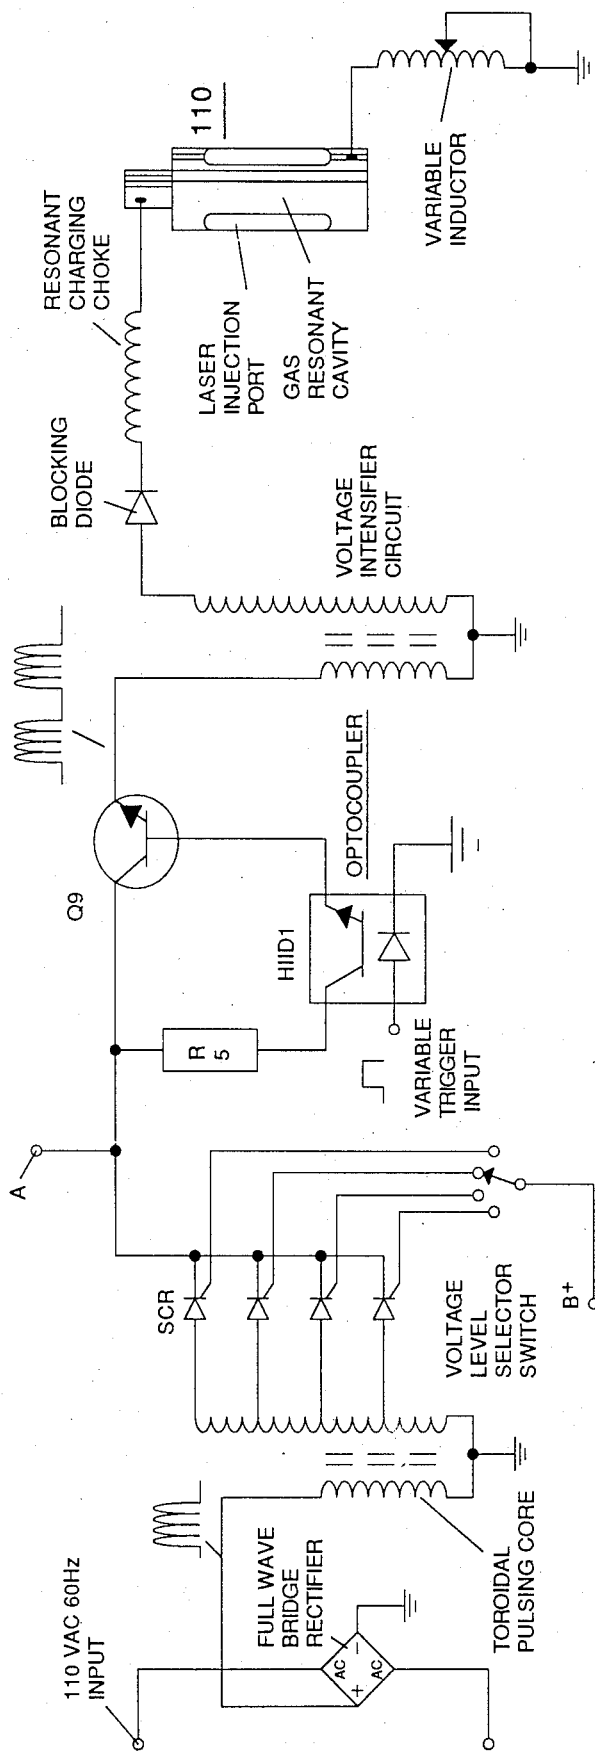 110 VAC 60Hz
INPUT
FULL WAVE
BRIDGE
RECTIFIER
AC
AC
+
−
TOROIDAL
PULSING CORE
SCR
VOLTAGE
LEVEL
SELECTOR
SWITCH
B+
A
R
5
VARIABLE
TRIGGER
INPUT
HIID1
OPTOCOUPLER
Q9
VOLTAGE
INTENSIFIER
CIRCUIT
BLOCKING
DIODE
RESONANT
CHARGING
CHOKE
LASER
INJECTION
PORT
GAS
RESONANT
CAVITY
110
VARIABLE
INDUCTOR